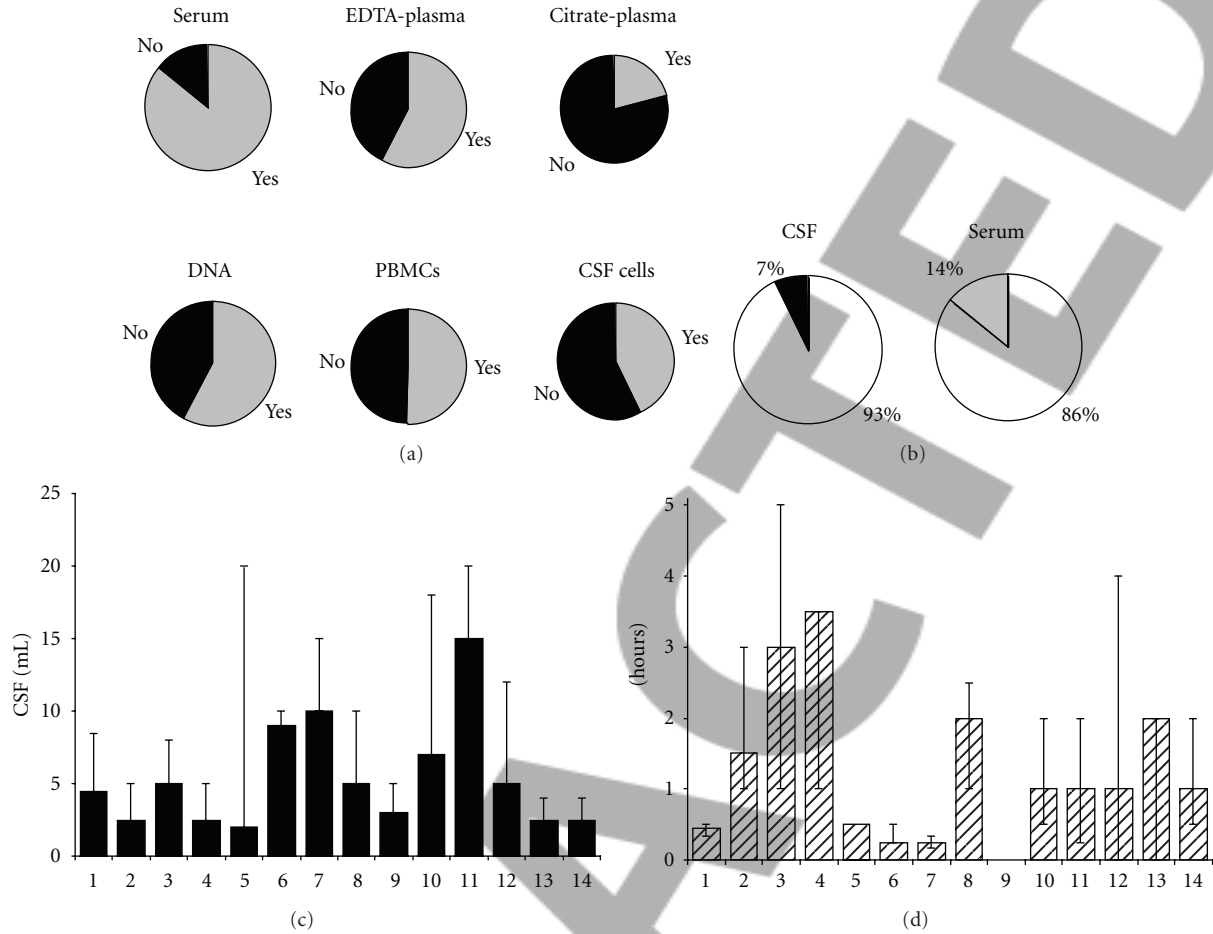 Serum EDTA-plasma Citrate-plasma
No Yes
No Yes
No Yes
DNA PBMCs CSF cells
No Yes
No Yes
No Yes
(a)
CSF Serum
7% 93%
14% 86%
(b)
25
20
15
10
5
0
CSF (mL)
1 2 3 4 5 6 7 8 9 10 11 12 13 14
(c)
5
4
3
2
1
0
(hours)
1 2 3 4 5 6 7 8 9 10 11 12 13 14
(d)
ACTED